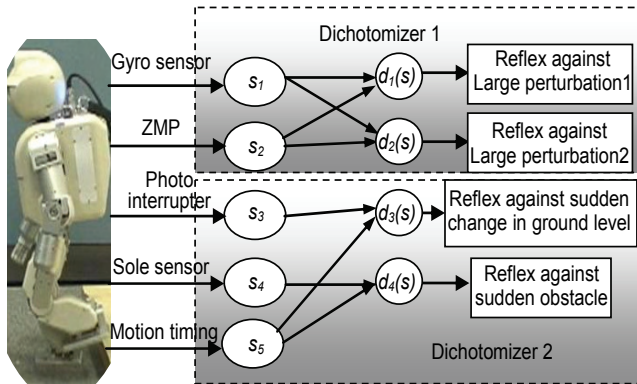 Dichotomizer 1
Gyro sensor
s1
d1(s)
Reflex against
Large perturbation1
ZMP
s2
d2(s)
Reflex against
Large perturbation2
Photo
interrupter
s3
d3(s)
Reflex against sudden
change in ground level
Sole sensor
s4
d4(s)
Reflex against
sudden obstacle
Motion timing
s5
Dichotomizer 2